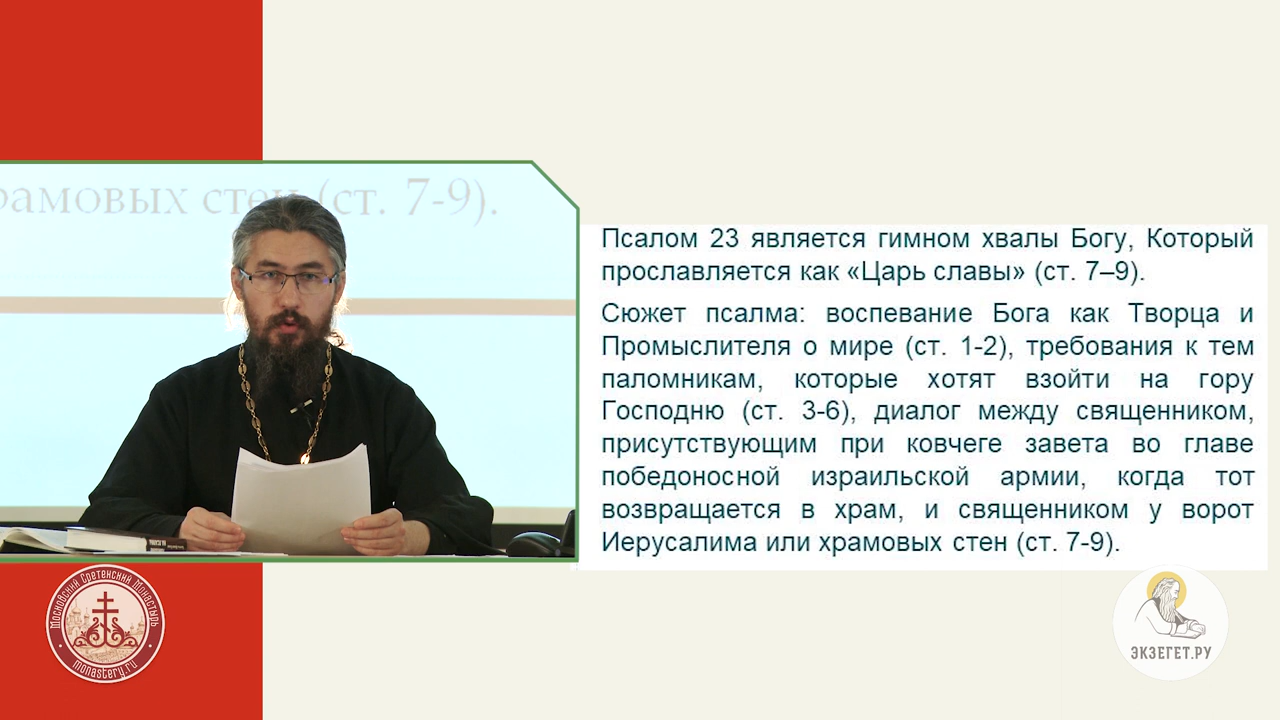 рамовых стен (ст. 7-9).
Псалом 23 является гимном хвалы Богу, Который
прославляется как «Царь славы» (ст. 7–9).
Сюжет псалма: воспевание Бога как Творца и
Промыслителя о мире (ст. 1-2), требования к тем
паломникам, которые хотят взойти на гору
Господню (ст. 3-6), диалог между священником,
присутствующим при ковчеге завета во главе
победоносной израильской армии, когда тот
возвращается в храм, и священником у ворот
Иерусалима или храмовых стен (ст. 7-9).
Московский Сретенский Монастырь
monastery.ru
ЭКЗЕГЕТ.РУ